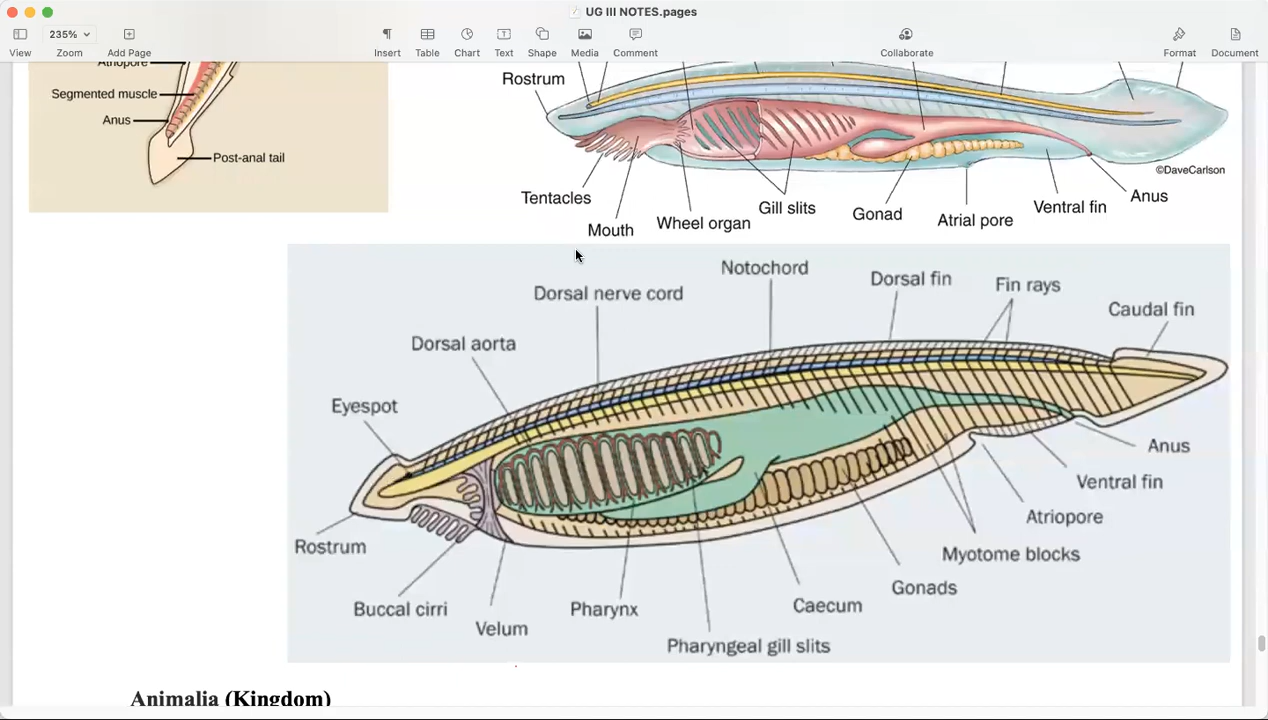 UG III NOTES.pages
235%
View
Zoom
Add Page
Insert
Table
Chart
Text
Shape
Media
Comment
Collaborate
Format
Document
Atriopore
Segmented muscle
Anus
Post-anal tail
Rostrum
©DaveCarlson
Tentacles
Mouth
Wheel organ
Gill slits
Gonad
Atrial pore
Ventral fin
Anus
Notochord
Dorsal nerve cord
Dorsal fin
Fin rays
Caudal fin
Dorsal aorta
Eyespot
Anus
Ventral fin
Atriopore
Myotome blocks
Rostrum
Gonads
Buccal cirri
Velum
Pharynx
Caecum
Pharyngeal gill slits
Animalia (Kingdom)